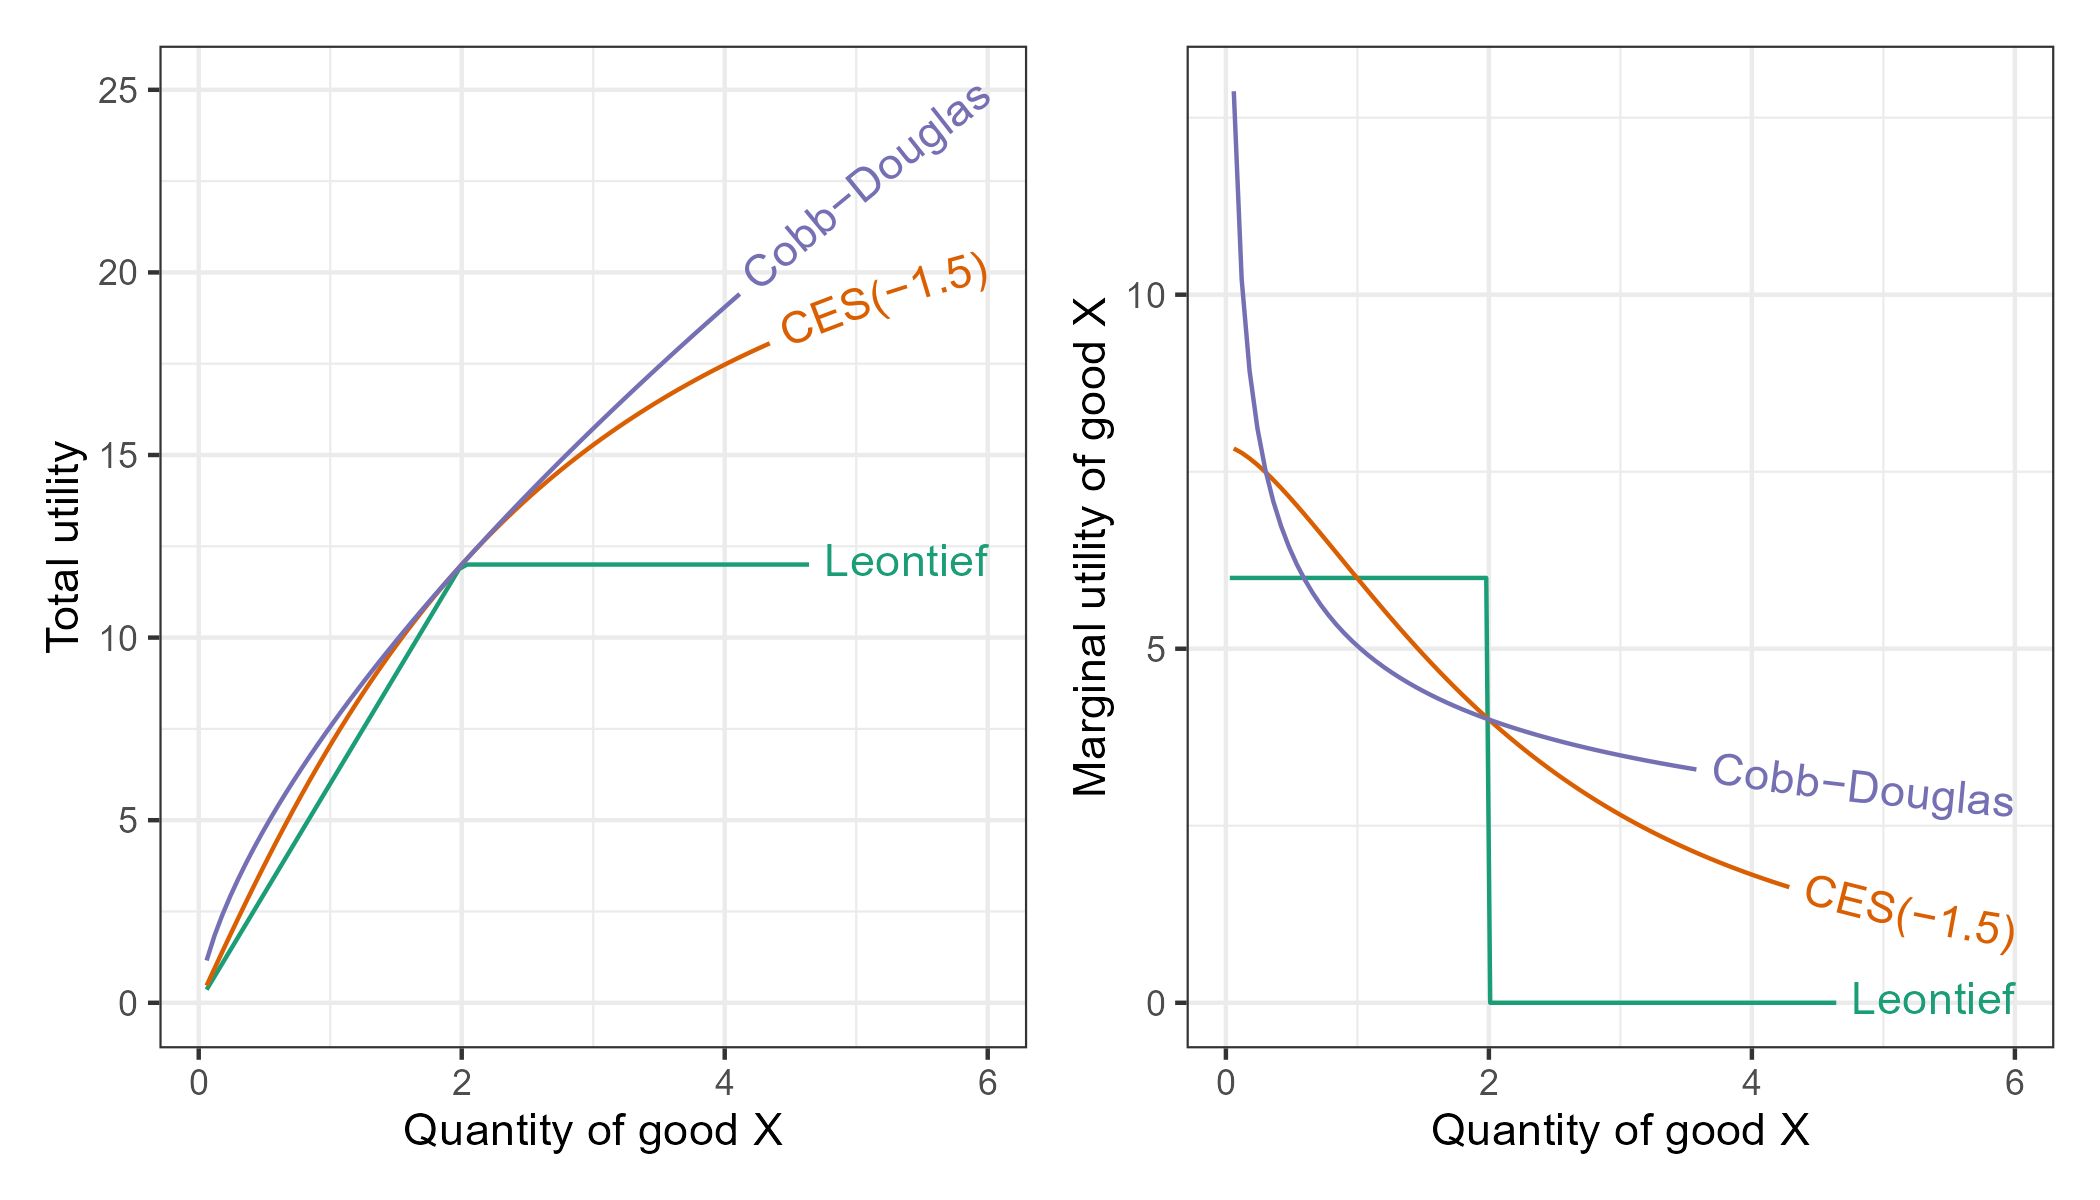 Total utility
25
20
15
10
5
0
Cobb−Douglas
CES(−1.5)
Leontief
0 2 4 6
Quantity of good X
Marginal utility of good X
10
5
0
Cobb−Douglas
CES(−1.5)
Leontief
0 2 4 6
Quantity of good X